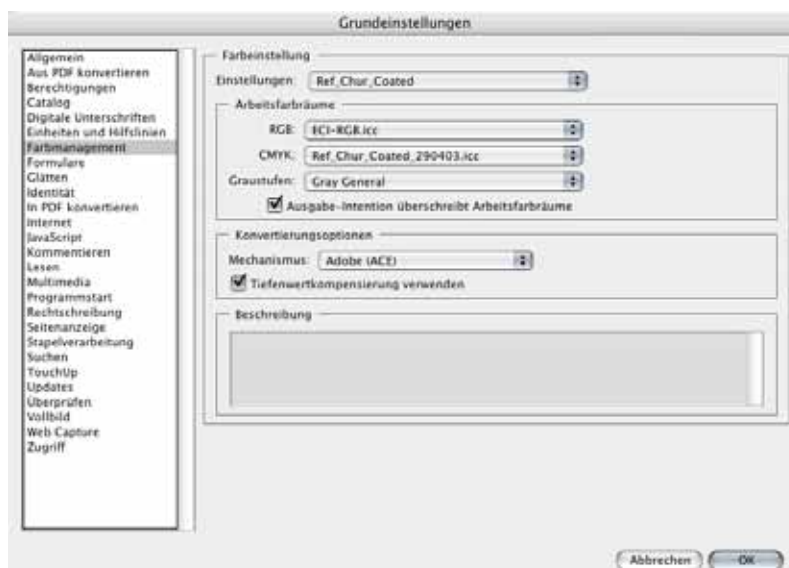 Grundeinstellungen
Allgemein
Aus PDF konvertieren
Berechtigungen
Catalog
Digitale Unterschriften
Einheiten und Hilfslinien
Farbmanagement
Formulare
Glätten
Identität
In PDF konvertieren
Internet
JavaScript
Kommentieren
Lesen
Multimedia
Programmstart
Rechtschreibung
Seitenanzeige
Stapelverarbeitung
Suchen
TouchUp
Updates
Überprüfen
Vollbild
Web Capture
Zugriff
Farbeinstellung
Einstellungen: Ref_Chur_Coated
Arbeitsfarbräume
RGB: ECI-RGB.icc
CMYK: Ref_Chur_Coated_290403.icc
Graustufen: Gray General
Ausgabe-Intention überschreibt Arbeitsfarbräume
Konvertierungsoptionen
Mechanismus: Adobe (ACE)
Tiefenwertkompensierung verwenden
Beschreibung
Abbrechen OK